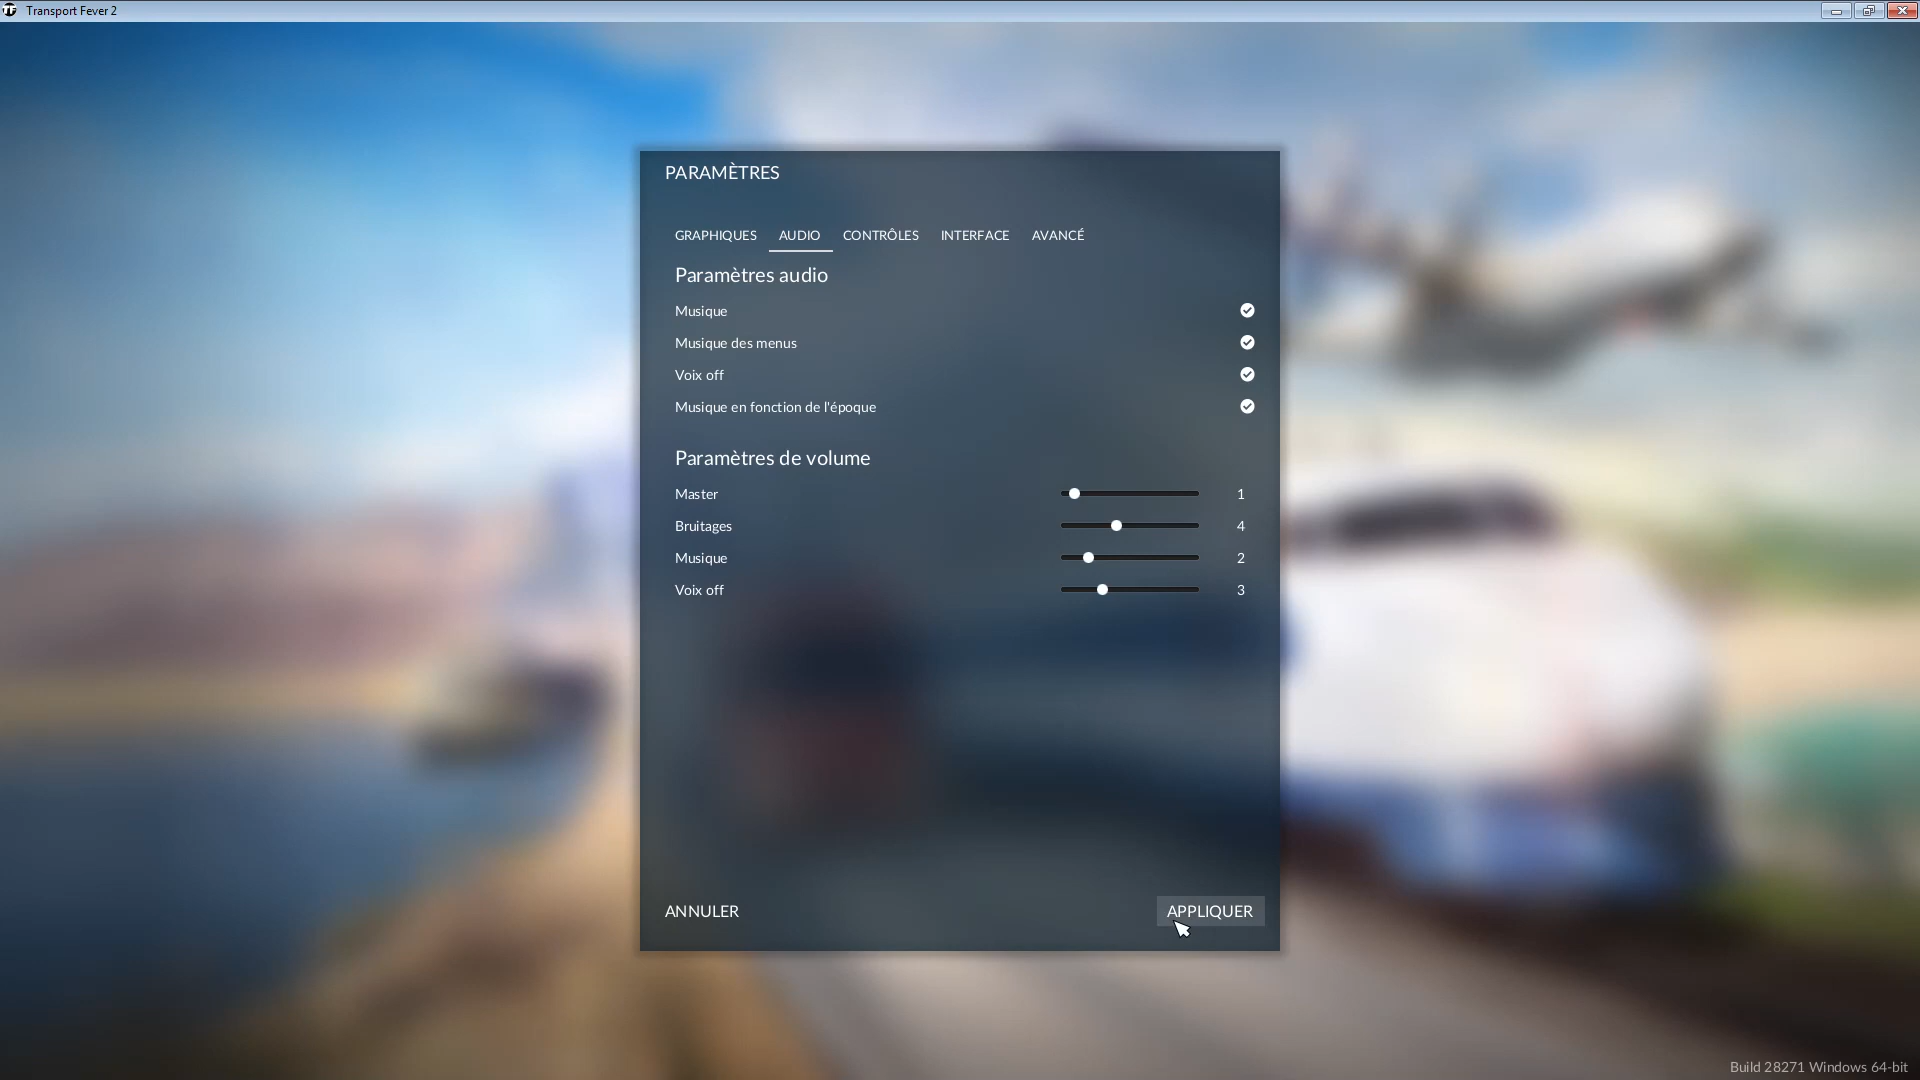 Transport Fever 2
PARAMÈTRES
GRAPHIQUES AUDIO CONTRÔLES INTERFACE AVANCÉ
Paramètres audio
Musique
Musique des menus
Voix off
Musique en fonction de l'époque
Paramètres de volume
Master 1
Bruitages 4
Musique 2
Voix off 3
ANNULER APPLIQUER
Build 28271 Windows 64-bit